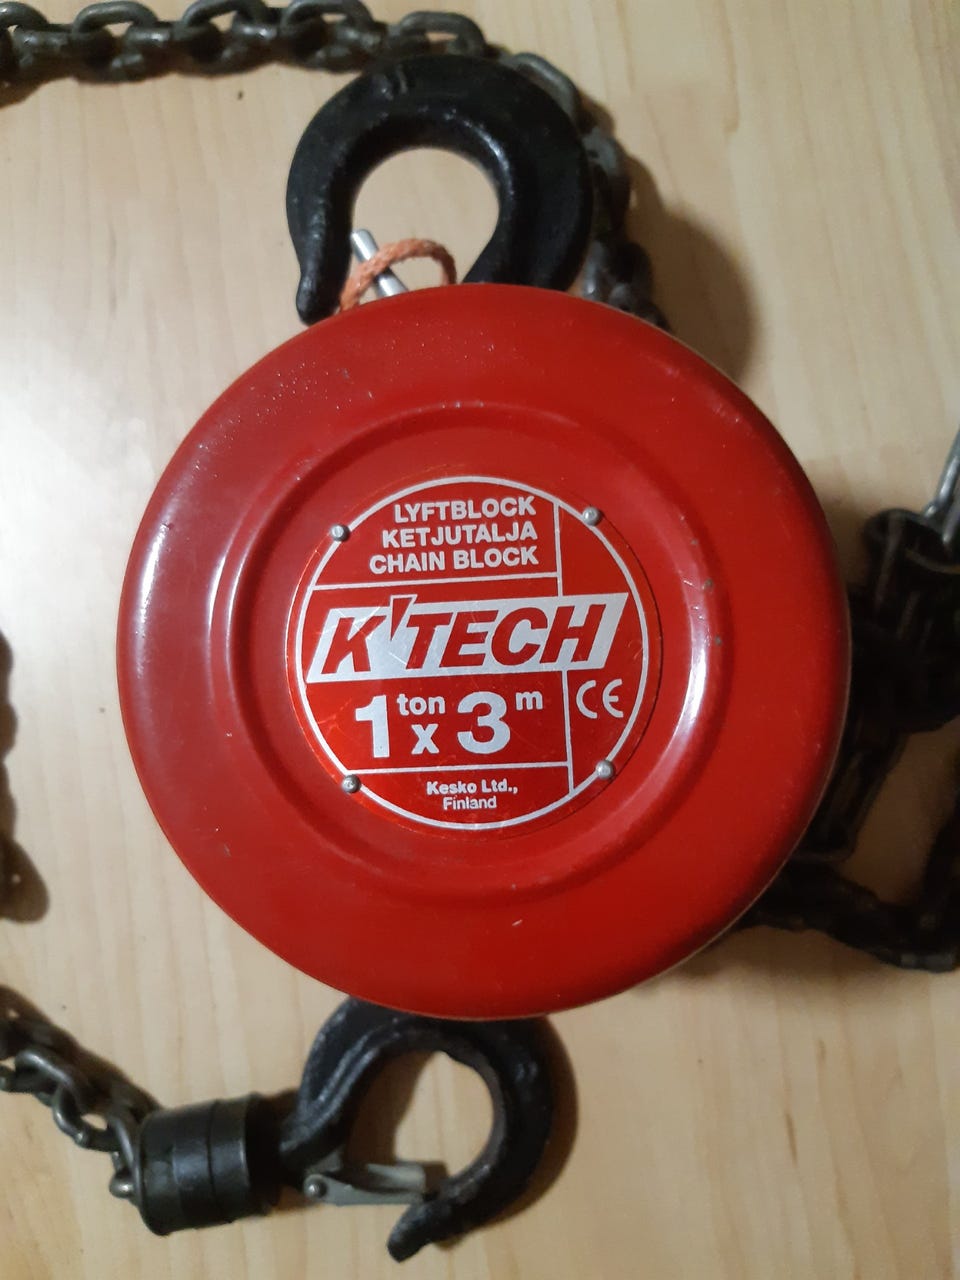 LYFTBLOCK
KETJUTALJA
CHAIN BLOCK
K'TECH
1 ton x 3 m
CE
Kesko Ltd.,
Finland